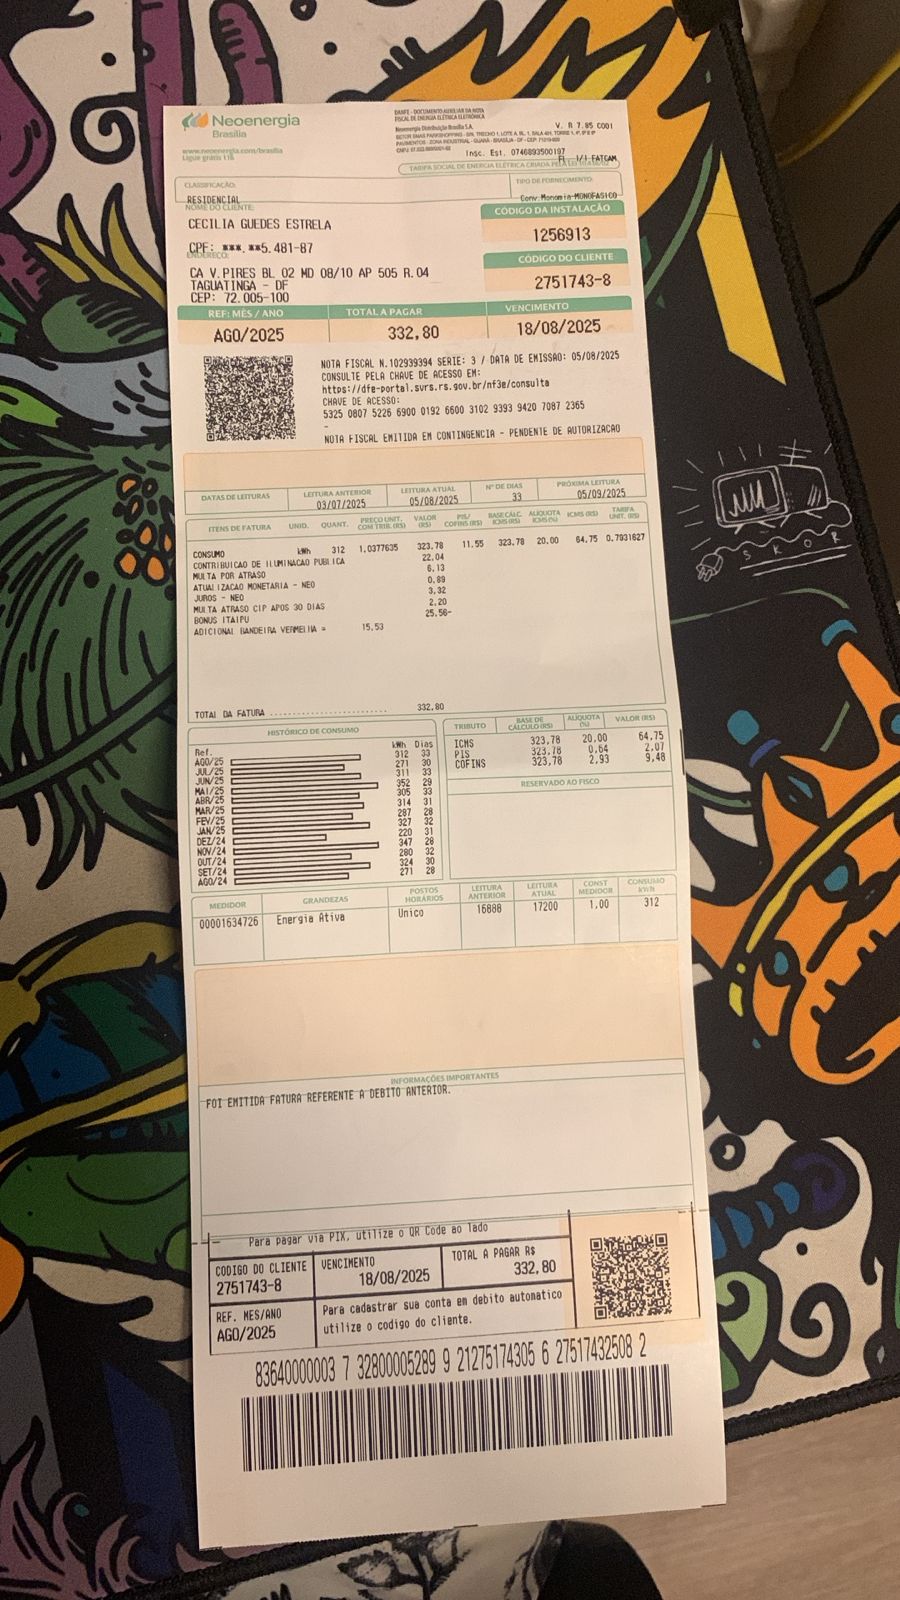 Neoenergia
Brasília
www.neoenergia.com/brasilia
Ligue grátis 116
DANFE - DOCUMENTO AUXILIAR DA NOTA
FISCAL DE ENERGIA ELÉTRICA ELETRÔNICA
Neoenergia Distribuição Brasília S.A.
V. R 7.85 C001
Insc. Est. 0746893500197
TARIFA SOCIAL DE ENERGIA ELÉTRICA CRIADA PELA LEI
CLASSIFICAÇÃO:
RESIDENCIAL
TIPO DE FORNECIMENTO:
Conv.Monomia-MONOFASICO
NOME DO CLIENTE:
CECILIA GUEDES ESTRELA
CPF: ***.**5.481-87
ENDEREÇO:
CA V.PIRES BL 02 MD 08/10 AP 505 R.04
TAGUATINGA - DF
CEP: 72.005-100
CÓDIGO DA INSTALAÇÃO
1256913
CÓDIGO DO CLIENTE
2751743-8
REF: MÊS / ANO TOTAL A PAGAR VENCIMENTO
AGO/2025 332,80 18/08/2025
NOTA FISCAL N.102939394 SERIE: 3 / DATA DE EMISSAO: 05/08/2025
CONSULTE PELA CHAVE DE ACESSO EM:
https://dfe-portal.svrs.rs.gov.br/nf3e/consulta
CHAVE DE ACESSO:
5325 0807 5226 6900 0192 6600 3102 9393 9420 7087 2365
-
NOTA FISCAL EMITIDA EM CONTINGENCIA - PENDENTE DE AUTORIZACAO
DATAS DE LEITURAS LEITURA ANTERIOR LEITURA ATUAL Nº DE DIAS PRÓXIMA LEITURA
03/07/2025 05/08/2025 33 05/09/2025
ITENS DE FATURA UNID. QUANT. PREÇO UNIT. COM TRIB. (R$) VALOR (R$) PIS/ COFINS (R$) BASE CÁLC. ICMS (R$) ALÍQUOTA ICMS (%) ICMS (R$) TARIFA UNIT. (R$)
CONSUMO kWh 312 1,0377635 323.78 11.55 323.78 20.00 64.75 0.7931627
CONTRIBUICAO DE ILUMINACAO PUBLICA 22.04
MULTA POR ATRASO 6.13
ATUALIZACAO MONETARIA - NEO 0.89
JUROS - NEO 3,32
MULTA ATRASO CIP APOS 30 DIAS 2,20
BONUS ITAIPU 25.56-
ADICIONAL BANDEIRA VERMELHA = 15,53
TOTAL DA FATURA ......................... 332,80
HISTÓRICO DE CONSUMO
Ref. kWh Dias
AGO/25 312 33
JUL/25 271 30
JUN/25 311 33
MAI/25 352 29
ABR/25 305 33
MAR/25 314 31
FEV/25 287 28
JAN/25 327 32
DEZ/24 220 31
NOV/24 347 28
OUT/24 280 32
SET/24 324 30
AGO/24 271 28
TRIBUTO BASE DE CÁLCULO (R$) ALÍQUOTA (%) VALOR (R$)
ICMS 323,78 20.00 64.75
PIS 323,78 0.64 2.07
COFINS 323,78 2.93 9,48
RESERVADO AO FISCO
MEDIDOR GRANDEZAS POSTOS HORÁRIOS LEITURA ANTERIOR LEITURA ATUAL CONST MEDIDOR CONSUMO kWh
00001634726 Energia Ativa Unico 16888 17200 1,00 312
INFORMAÇÕES IMPORTANTES
FOI EMITIDA FATURA REFERENTE A DEBITO ANTERIOR.
Para pagar via PIX, utilize o QR Code ao lado
CODIGO DO CLIENTE VENCIMENTO TOTAL A PAGAR R$
2751743-8 18/08/2025 332,80
REF. MES/ANO
AGO/2025
Para cadastrar sua conta em debito automatico
utilize o codigo do cliente.
83640000003 7 32800005289 9 21275174305 6 27517432508 2
SKOR